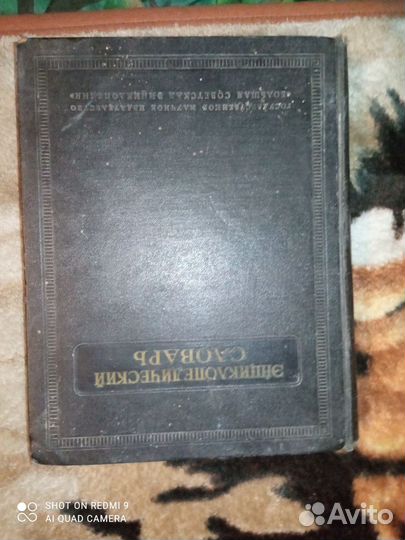 ЭНЦИКЛОПЕДИЧЕСКИЙ
СЛОВАРЬ
ГОСУДАРСТВЕННОЕ НАУЧНОЕ ИЗДАТЕЛЬСТВО
«БОЛЬШАЯ СОВЕТСКАЯ ЭНЦИКЛОПЕДИЯ»
SHOT ON REDMI 9
AI QUAD CAMERA
Avito